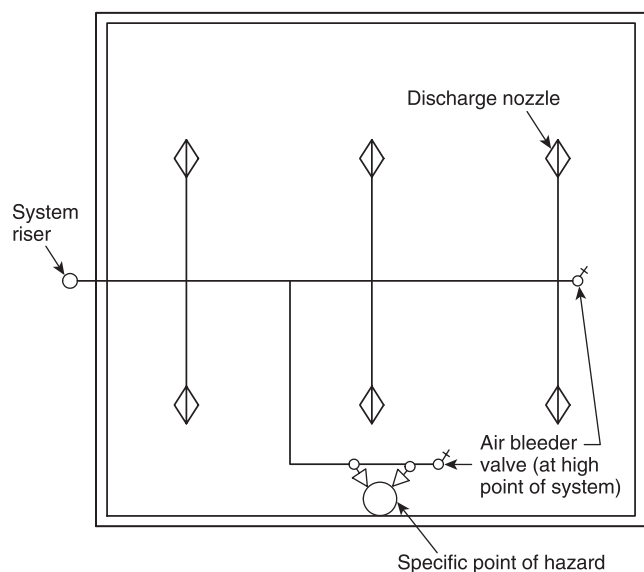 Discharge nozzle
System
riser
Air bleeder
valve (at high
point of system)
Specific point of hazard